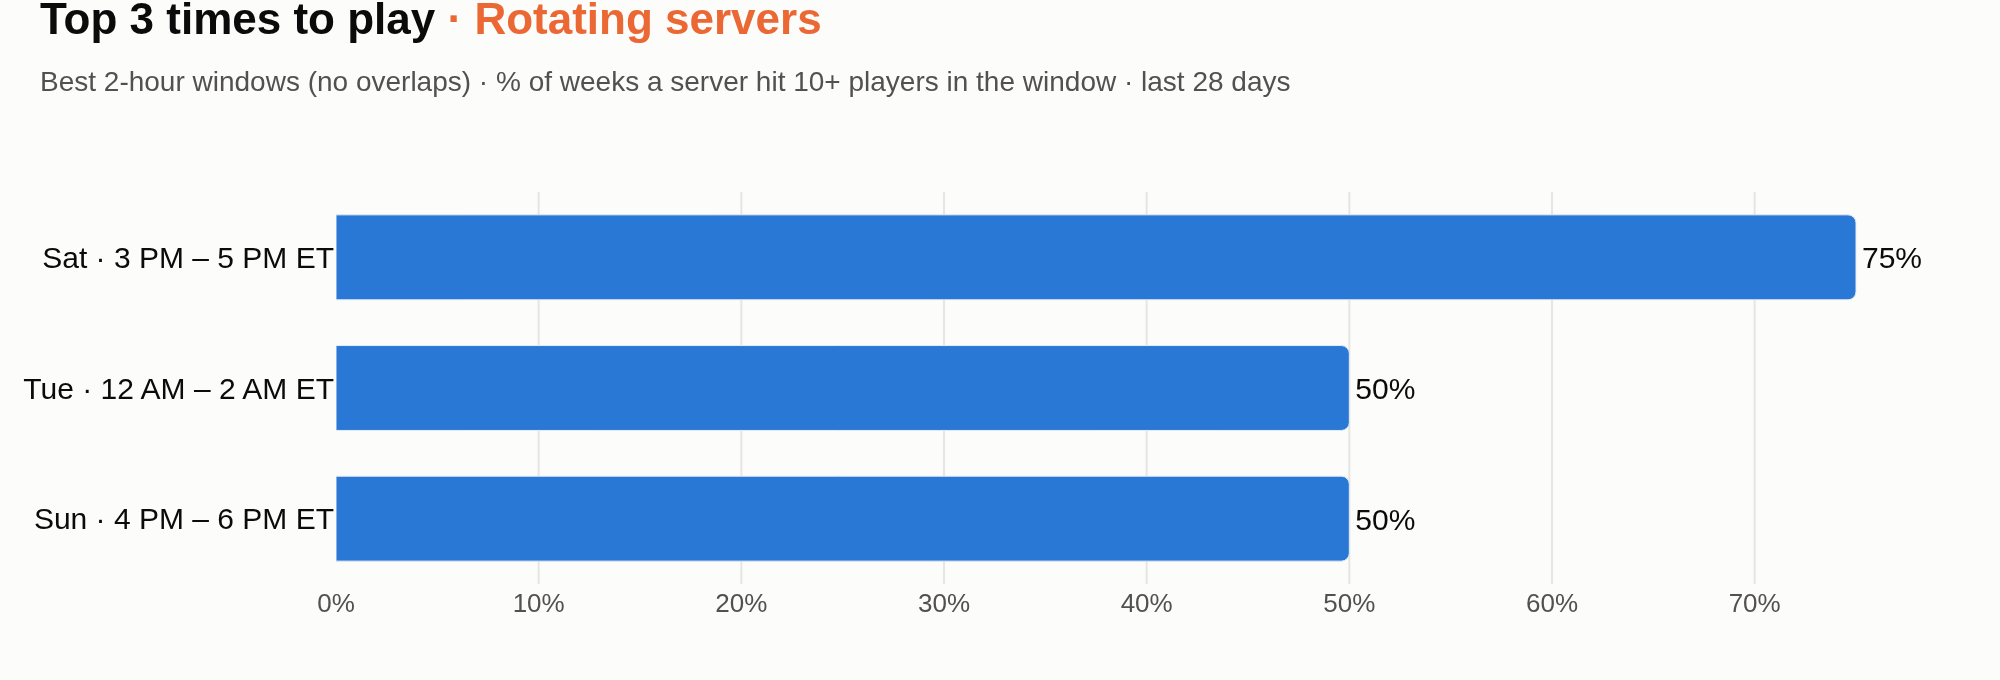 Top 3 times to play · Rotating servers
Best 2-hour windows (no overlaps) · % of weeks a server hit 10+ players in the window · last 28 days
Sat · 3 PM – 5 PM ET 75%
Tue · 12 AM – 2 AM ET 50%
Sun · 4 PM – 6 PM ET 50%
0% 10% 20% 30% 40% 50% 60% 70%